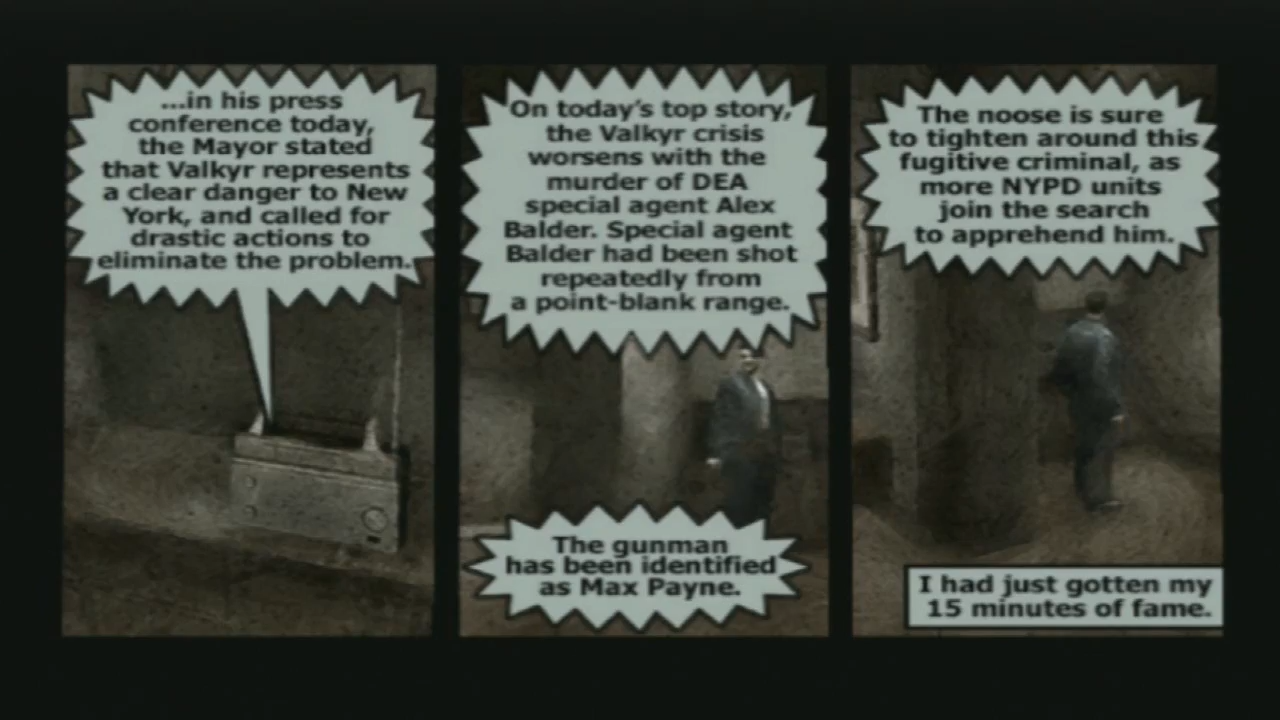 ...in his press
conference today,
the Mayor stated
that Valkyr represents
a clear danger to New
York, and called for
drastic actions to
eliminate the problem.
On today's top story,
the Valkyr crisis
worsens with the
murder of DEA
special agent Alex
Balder. Special agent
Balder had been shot
repeatedly from
a point-blank range.
The gunman
has been identified
as Max Payne.
The noose is sure
to tighten around this
fugitive criminal, as
more NYPD units
join the search
to apprehend him.
I had just gotten my
15 minutes of fame.